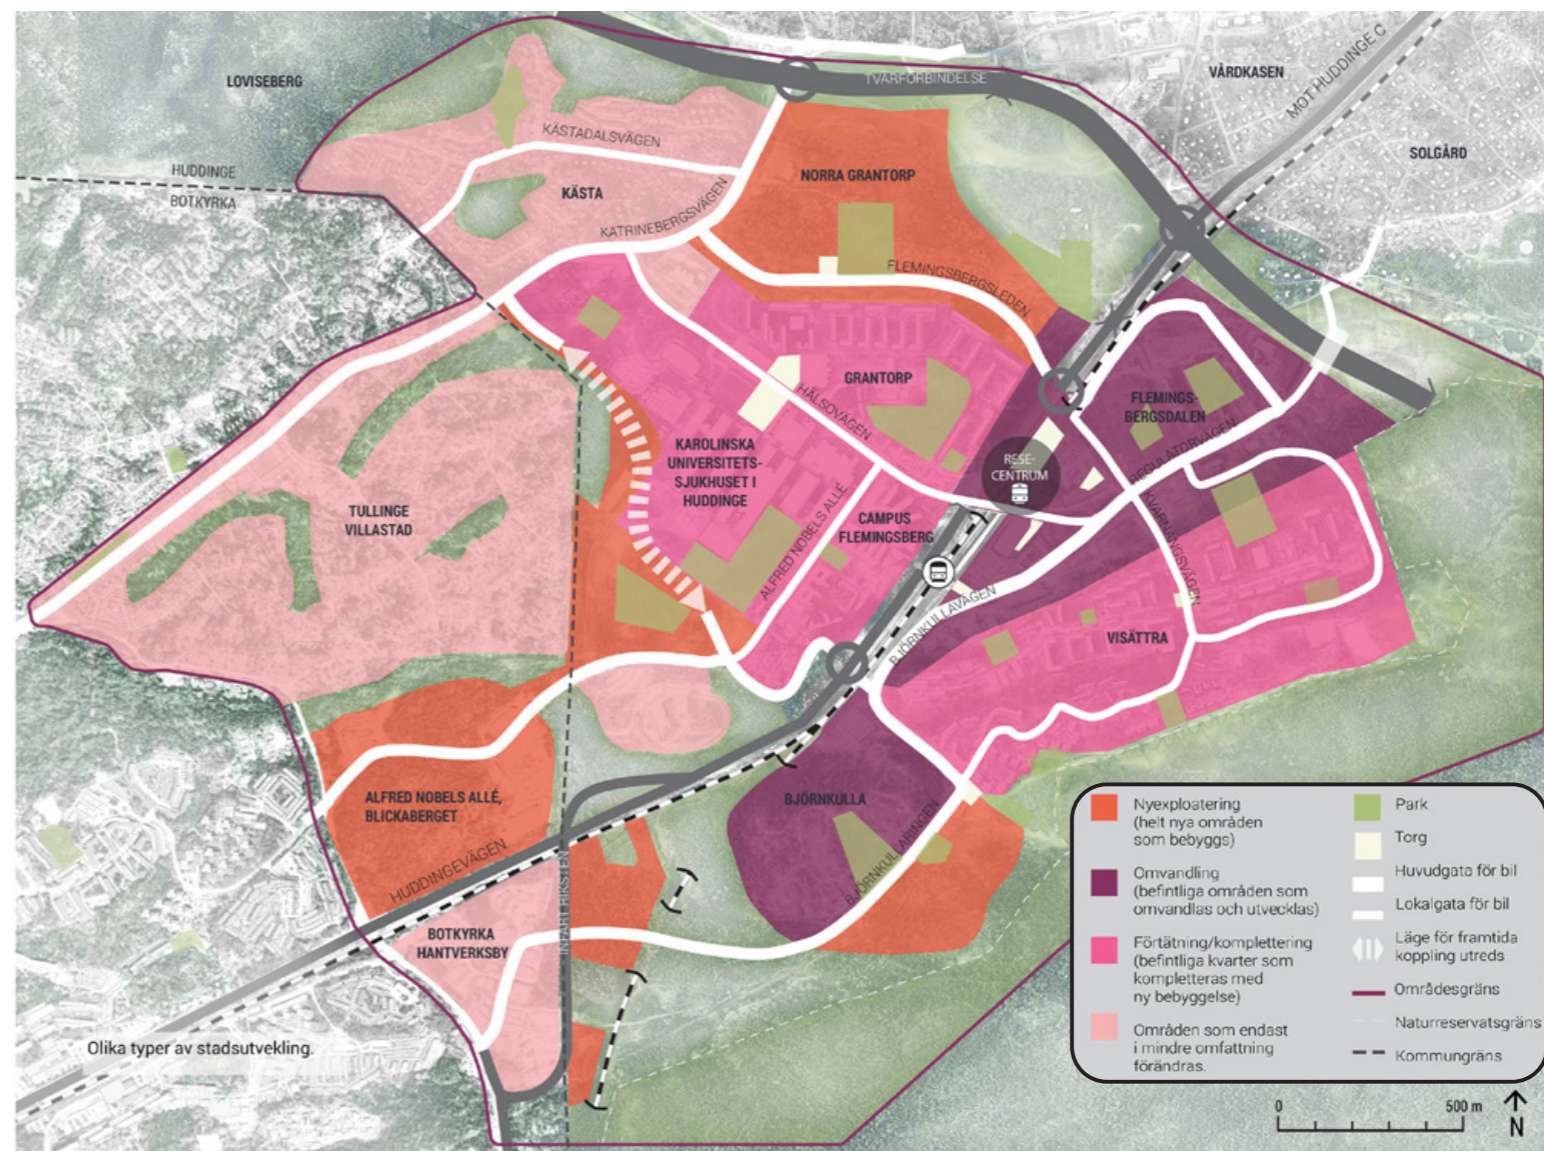 LOVISEBERG
TVÄRFÖRBINDELSE
VÅRDKASEN
MOT HUDDINGE C
SOLGÅRD
HUDDINGE
BOTKYRKA
KÄSTADALSVÄGEN
KÄSTA
KATRINEBERGSVÄGEN
NORRA GRANTORP
FLEMINGSBERGSLEDEN
GRANTORP
HÄLSOVÄGEN
FLEMINGS-
BERGSDALEN
REGULATORVÄGEN
RESE-
CENTRUM
KAROLINSKA
UNIVERSITETS-
SJUKHUSET I
HUDDINGE
TULLINGE
VILLASTAD
CAMPUS
FLEMINGSBERG
ALFRED NOBELS ALLÉ
KVARNÄNGSVÄGEN
BJÖRNKULLAVÄGEN
VISÄTTRA
ALFRED NOBELS ALLÉ,
BLICKABERGET
BJÖRNKULLA
BJÖRNKULLARINGEN
HUDDINGEVÄGEN
BOTKYRKA
HANTVERKSBY
Olika typer av stadsutvekling.
Nyexploatering
(helt nya områden
som bebyggs)
Omvandling
(befintliga områden som
omvandlas och utvecklas)
Förtätning/komplettering
(befintliga kvarter som
kompletteras med
ny bebyggelse)
Områden som endast
i mindre omfattning
förändras.
Park
Torg
Huvudgata för bil
Lokalgata för bil
Läge för framtida
koppling utreds
Områdesgräns
Naturreservatsgräns
Kommungräns
0 500 m
N